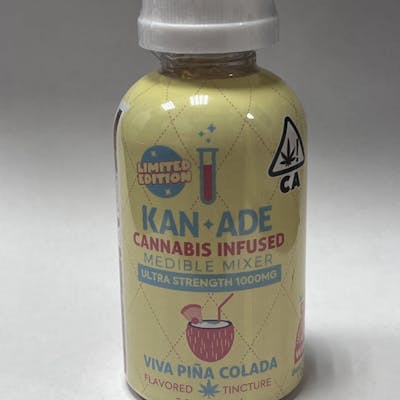 LIMITED
EDITION
CA
KAN✦ADE
CANNABIS INFUSED
MEDIBLE MIXER
ULTRA STRENGTH 1000MG
VIVA PIÑA COLADA
FLAVORED TINCTURE